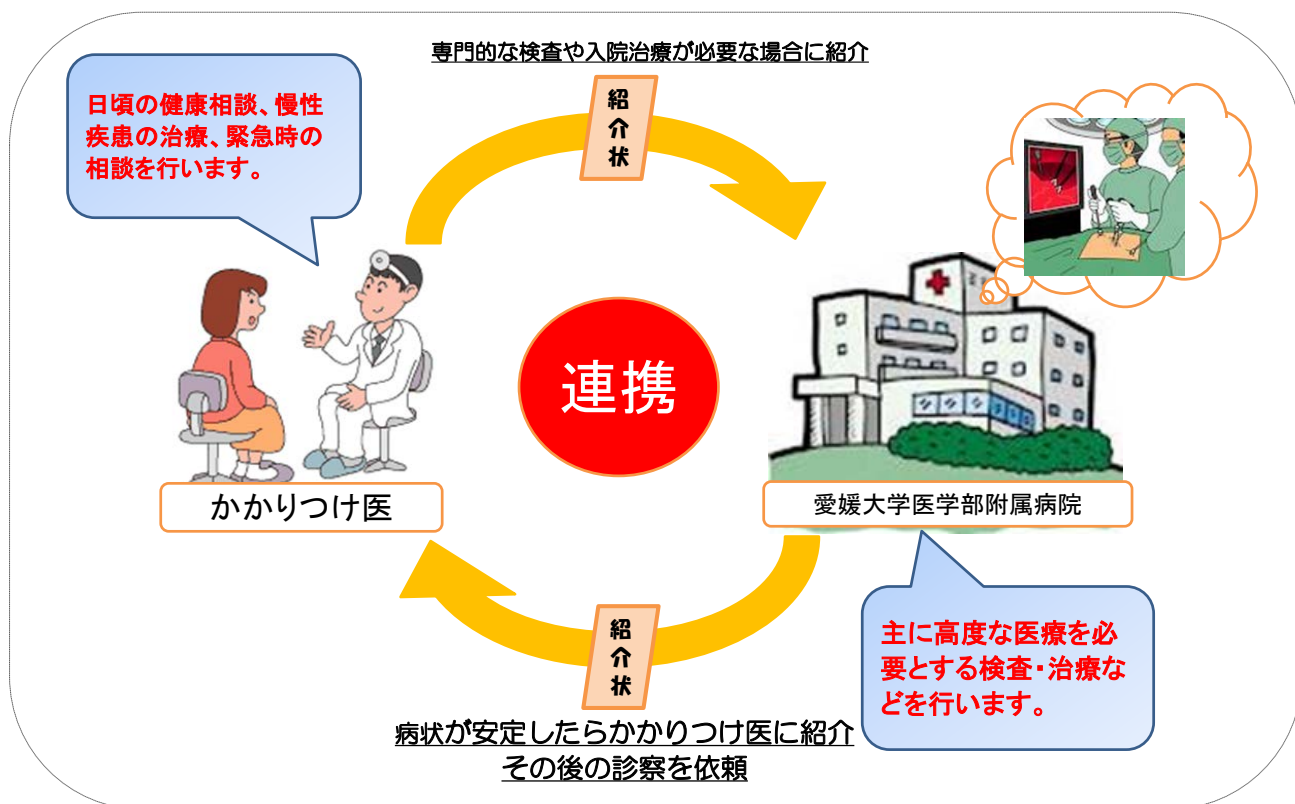 専門的な検査や入院治療が必要な場合に紹介
日頃の健康相談、慢性
疾患の治療、緊急時の
相談を行います。
紹介状
連携
かかりつけ医
愛媛大学医学部附属病院
紹介状
主に高度な医療を必
要とする検査・治療な
どを行います。
病状が安定したらかかりつけ医に紹介
その後の診察を依頼